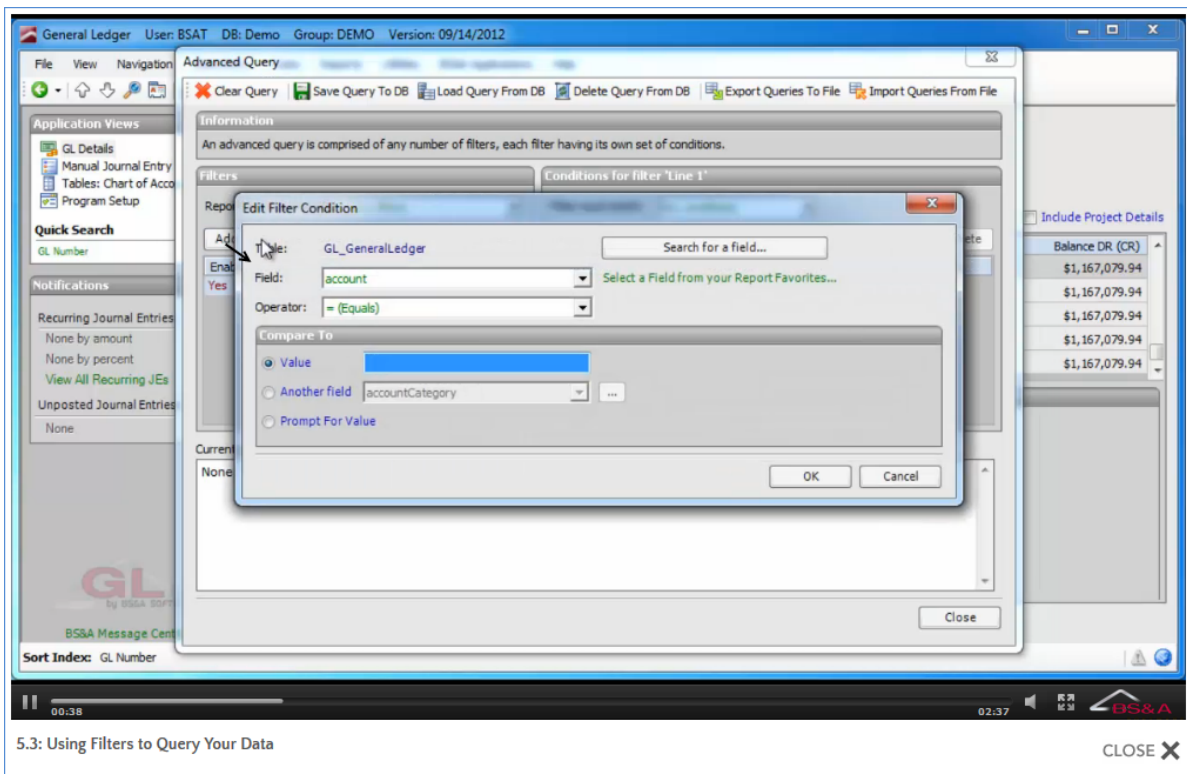 General Ledger User: BSAT DB: Demo Group: DEMO Version: 09/14/2012
File View Navigation
Advanced Query
Clear Query Save Query To DB Load Query From DB Delete Query From DB Export Queries To File Import Queries From File
Application Views
GL Details
Manual Journal Entry
Tables: Chart of Acco
Program Setup
Quick Search
GL Number
Notifications
Recurring Journal Entries
None by amount
None by percent
View All Recurring JEs
Unposted Journal Entries
None
GL
by BS&A SOFT
BS&A Message Cent
Sort Index: GL Number
Information
An advanced query is comprised of any number of filters, each filter having its own set of conditions.
Filters
Conditions for filter 'Line 1'
Repo
Add
ete
Enab
Yes
Edit Filter Condition
GL_GeneralLedger
Search for a field...
Field: account
Select a Field from your Report Favorites...
Operator: = (Equals)
Compare To
Value
Another field accountCategory ...
Prompt For Value
OK Cancel
Current
None
Close
Include Project Details
Balance DR (CR)
$1,167,079.94
$1,167,079.94
$1,167,079.94
$1,167,079.94
$1,167,079.94
00:38
02:37
BS&A
5.3: Using Filters to Query Your Data
CLOSE